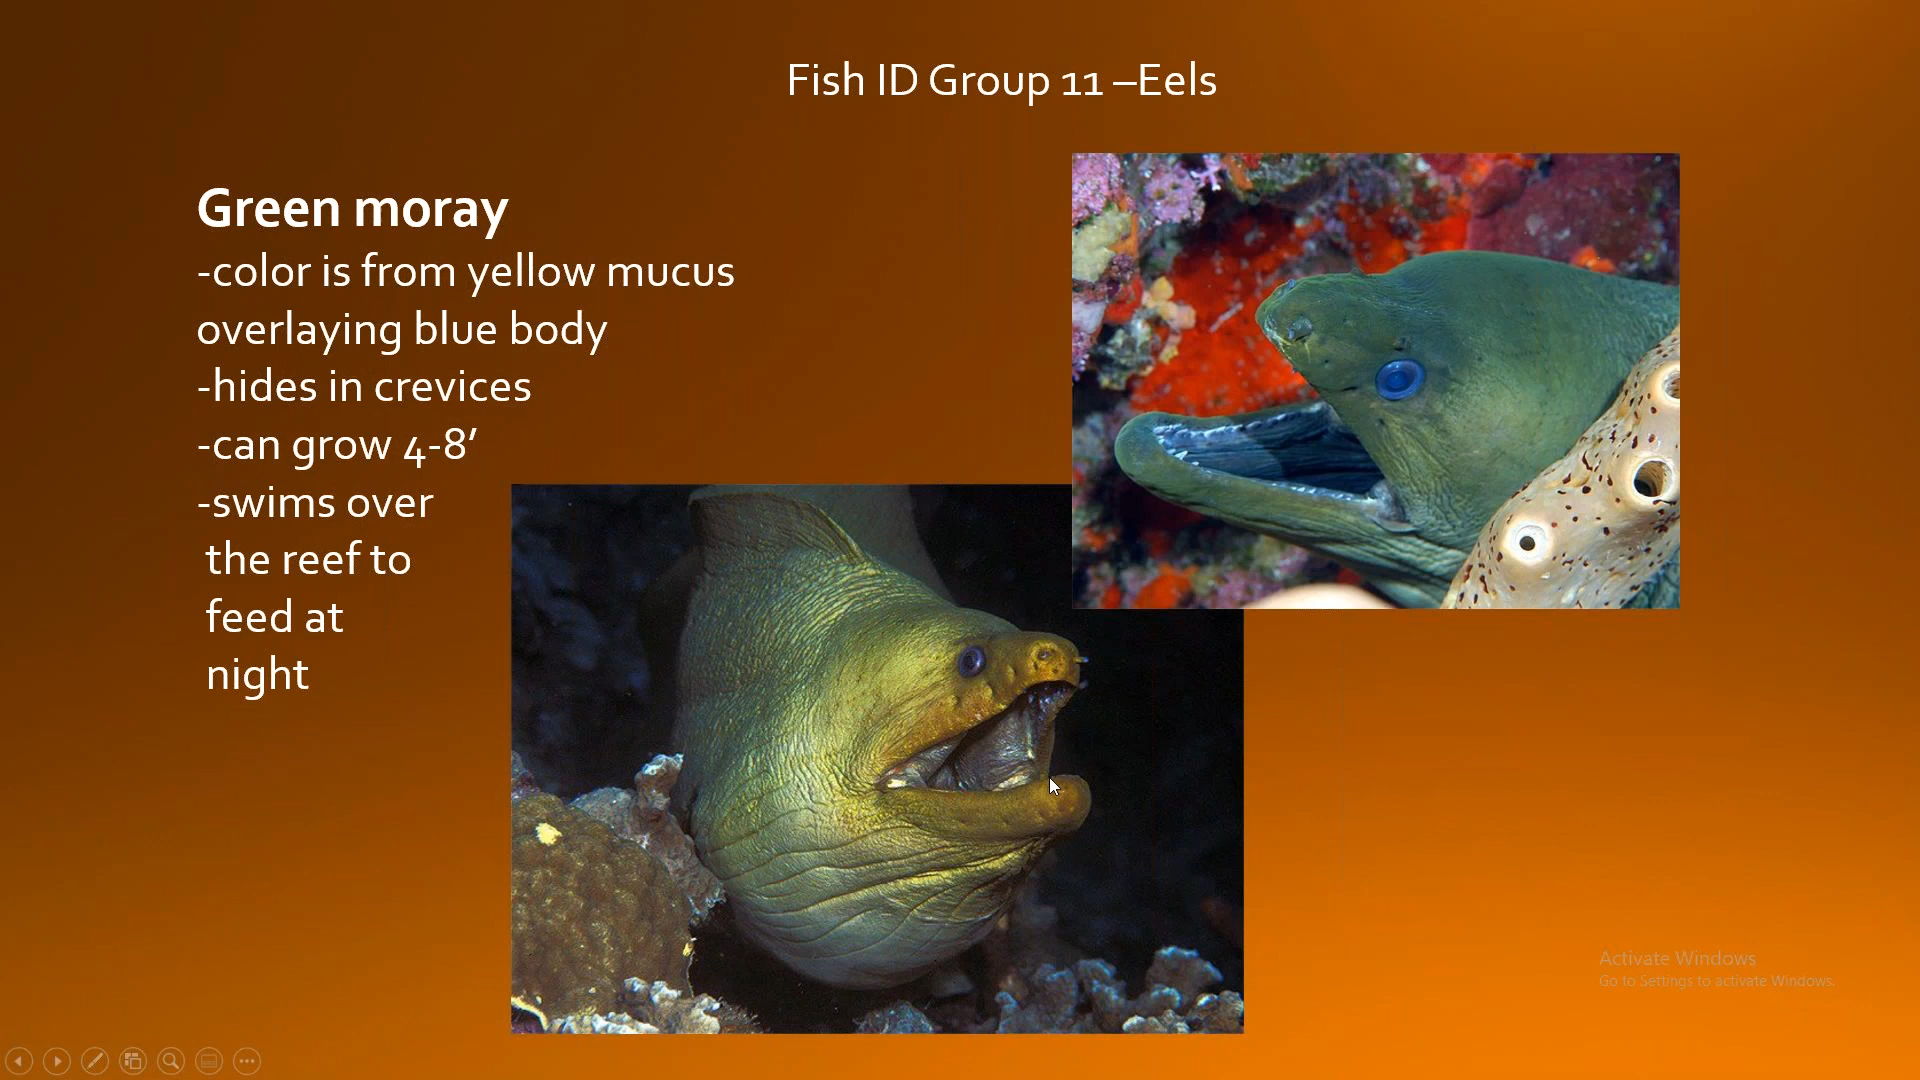 Fish ID Group 11 –Eels
Green moray
-color is from yellow mucus
overlaying blue body
-hides in crevices
-can grow 4-8’
-swims over
the reef to
feed at
night
Activate Windows
Go to Settings to activate Windows.